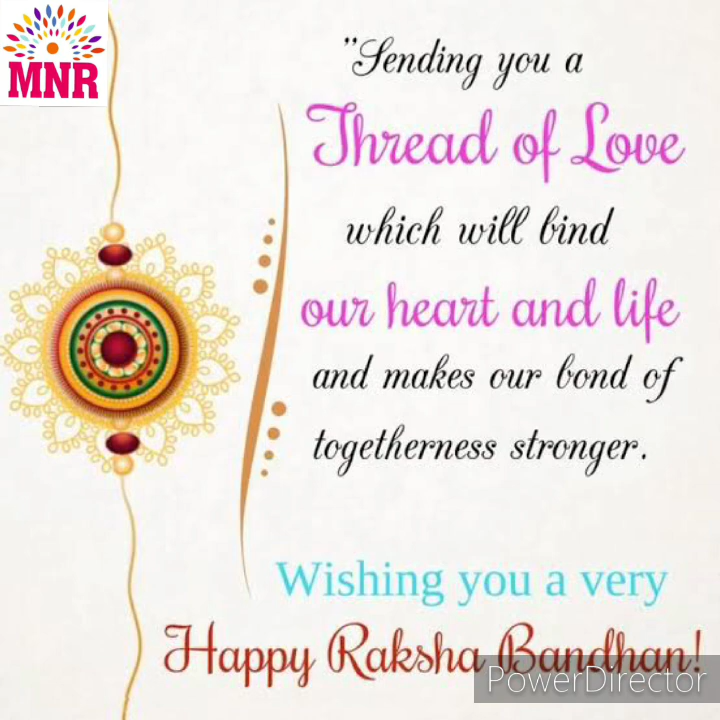 MNR
"Sending you a
Thread of Love
which will bind
our heart and life
and makes our bond of
togetherness stronger.
Wishing you a very
Happy Raksha Bandhan!
PowerDirector